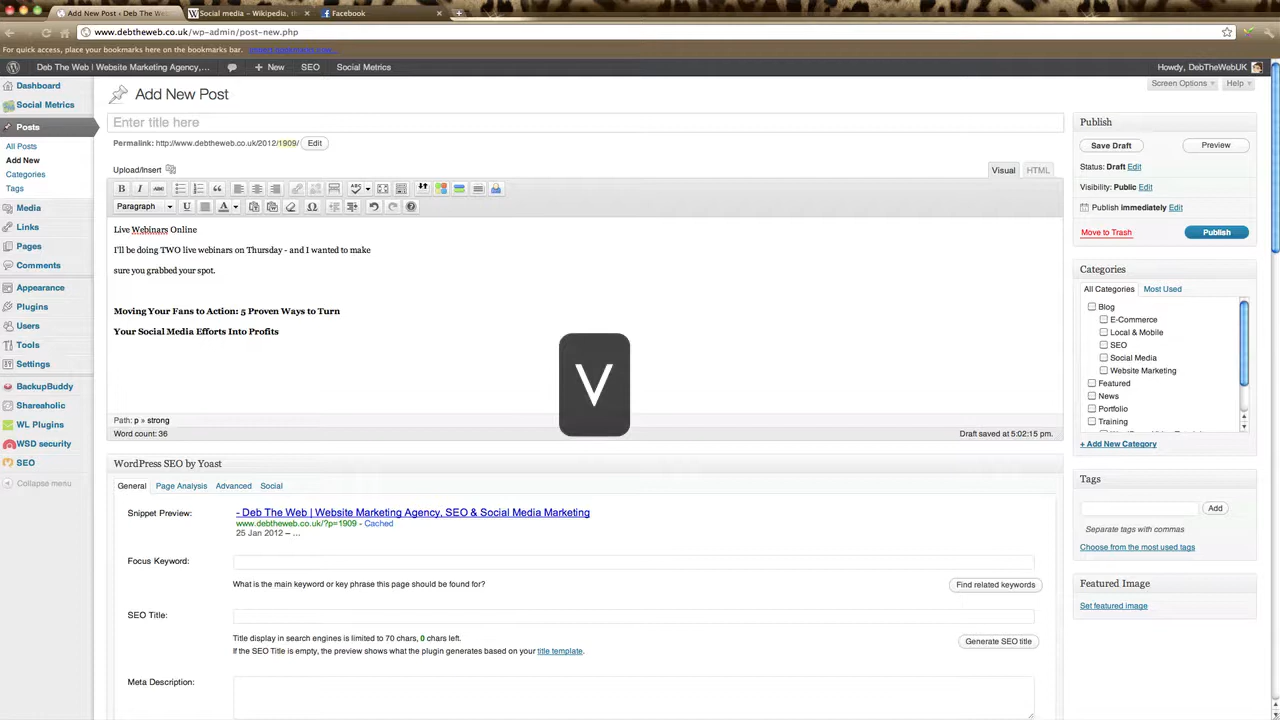 Add New Post ‹ Deb The We
Social media – Wikipedia, th
Facebook
www.debtheweb.co.uk/wp-admin/post-new.php
For quick access, place your bookmarks here on the bookmarks bar.
Deb The Web | Website Marketing Agency,...
+ New
SEO
Social Metrics
Howdy, DebTheWebUK
Dashboard
Social Metrics
Posts
All Posts
Add New
Categories
Tags
Media
Links
Pages
Comments
Appearance
Plugins
Users
Tools
Settings
BackupBuddy
Shareaholic
WL Plugins
WSD security
SEO
Collapse menu
Screen Options
Help
Add New Post
Enter title here
Permalink: http://www.debtheweb.co.uk/2012/1909/ Edit
Upload/Insert
Visual
HTML
B I ABC
ABC
Paragraph U A
Live Webinars Online
I'll be doing TWO live webinars on Thursday - and I wanted to make
sure you grabbed your spot.
Moving Your Fans to Action: 5 Proven Ways to Turn
Your Social Media Efforts Into Profits
V
Path: p » strong
Word count: 36
Draft saved at 5:02:15 pm.
WordPress SEO by Yoast
General
Page Analysis
Advanced
Social
Snippet Preview:
- Deb The Web | Website Marketing Agency, SEO & Social Media Marketing
www.debtheweb.co.uk/?p=1909 - Cached
25 Jan 2012 – ...
Focus Keyword:
What is the main keyword or key phrase this page should be found for?
Find related keywords
SEO Title:
Title display in search engines is limited to 70 chars, 0 chars left.
If the SEO Title is empty, the preview shows what the plugin generates based on your title template.
Generate SEO title
Meta Description:
Publish
Save Draft
Preview
Status: Draft Edit
Visibility: Public Edit
Publish immediately Edit
Move to Trash
Publish
Categories
All Categories
Most Used
Blog
E-Commerce
Local & Mobile
SEO
Social Media
Website Marketing
Featured
News
Portfolio
Training
+ Add New Category
Tags
Add
Separate tags with commas
Choose from the most used tags
Featured Image
Set featured image